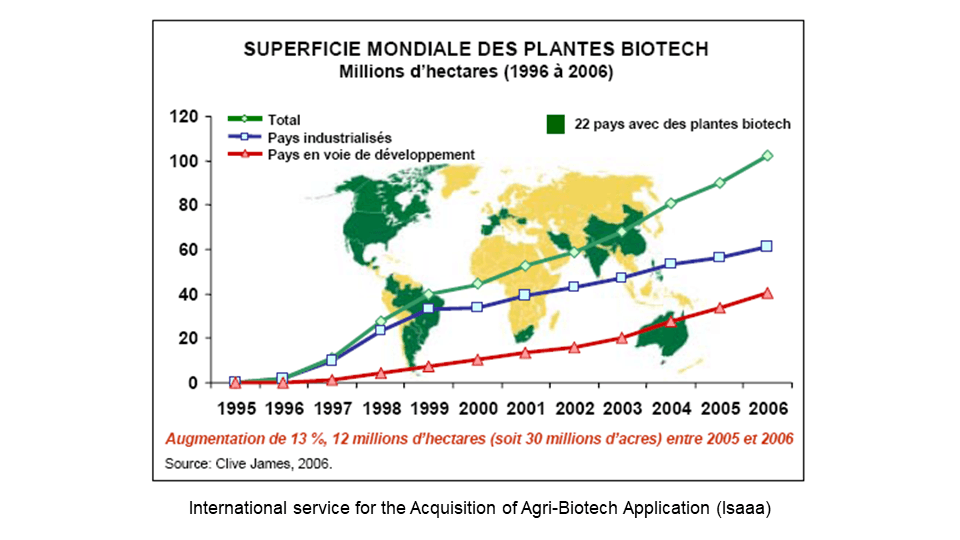 SUPERFICIE MONDIALE DES PLANTES BIOTECH
Millions d'hectares (1996 à 2006)
Total
Pays industrialisés
Pays en voie de développement
22 pays avec des plantes biotech
120
100
80
60
40
20
0
1995 1996 1997 1998 1999 2000 2001 2002 2003 2004 2005 2006
Augmentation de 13 %, 12 millions d'hectares (soit 30 millions d'acres) entre 2005 et 2006
Source: Clive James, 2006.
International service for the Acquisition of Agri-Biotech Application (Isaaa)